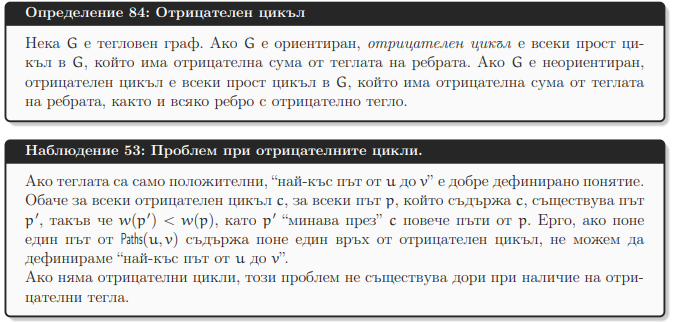 Определение 84: Отрицателен цикъл
Нека G е тегловен граф. Ако G е ориентиран, отрицателен цикъл е всеки прост ци-
къл в G, който има отрицателна сума от теглата на ребрата. Ако G е неориентиран,
отрицателен цикъл е всеки прост цикъл в G, който има отрицателна сума от теглата
на ребрата, както и всяко ребро с отрицателно тегло.
Наблюдение 53: Проблем при отрицателните цикли.
Ако теглата са само положителни, “най-къс път от u до v” е добре дефинирано понятие.
Обаче за всеки отрицателен цикъл c, за всеки път p, който съдържа c, съществува път
p′, такъв че w(p′) < w(p), като p′ “минава през” c повече пъти от p. Ерго, ако поне
един път от Paths(u, v) съдържа поне един връх от отрицателен цикъл, не можем да
дефинираме “най-къс път от u до v”.
Ако няма отрицателни цикли, този проблем не съществува дори при наличие на отри-
цателни тегла.